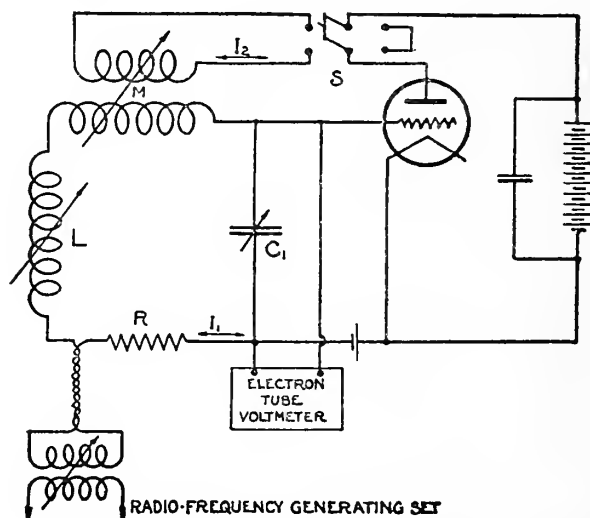 I2
S
M
L
C1
R
I1
ELECTRON
TUBE
VOLTMETER
RADIO-FREQUENCY GENERATING SET